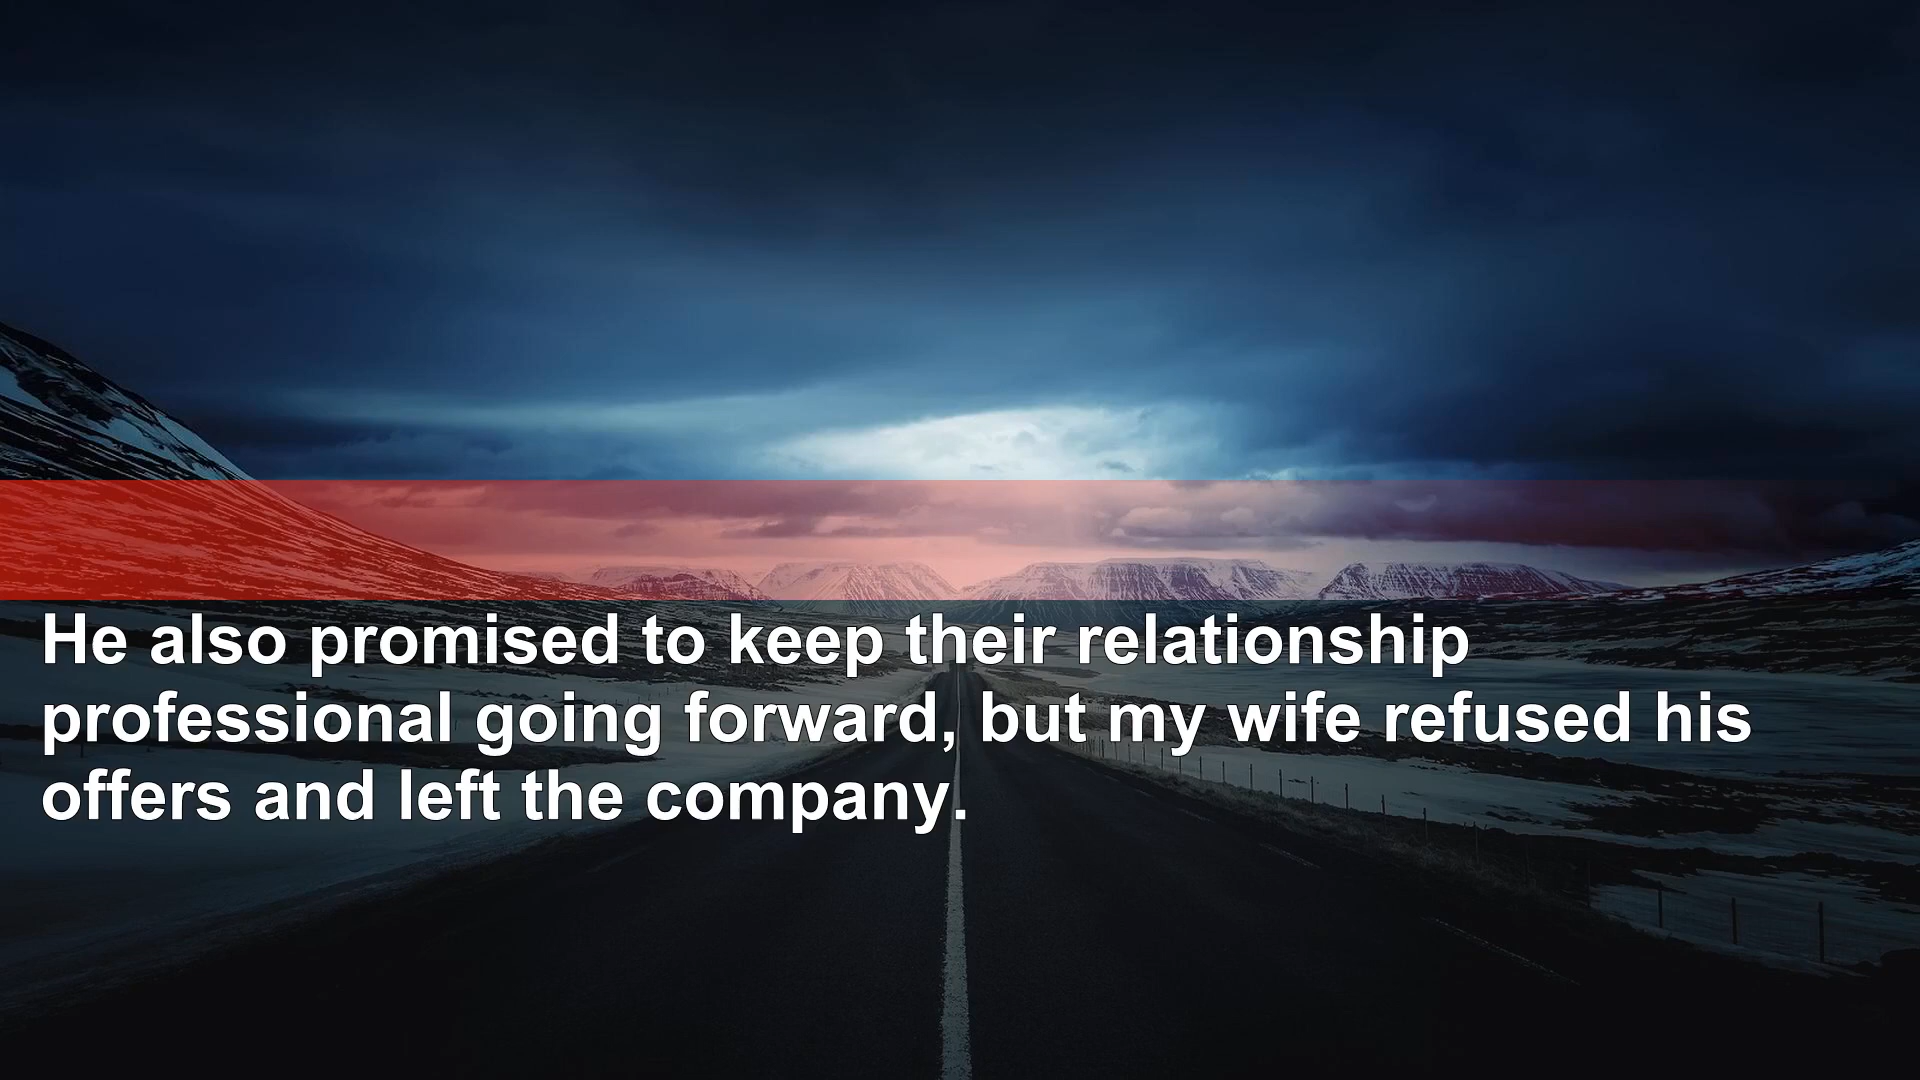 He also promised to keep their relationship
professional going forward, but my wife refused his
offers and left the company.